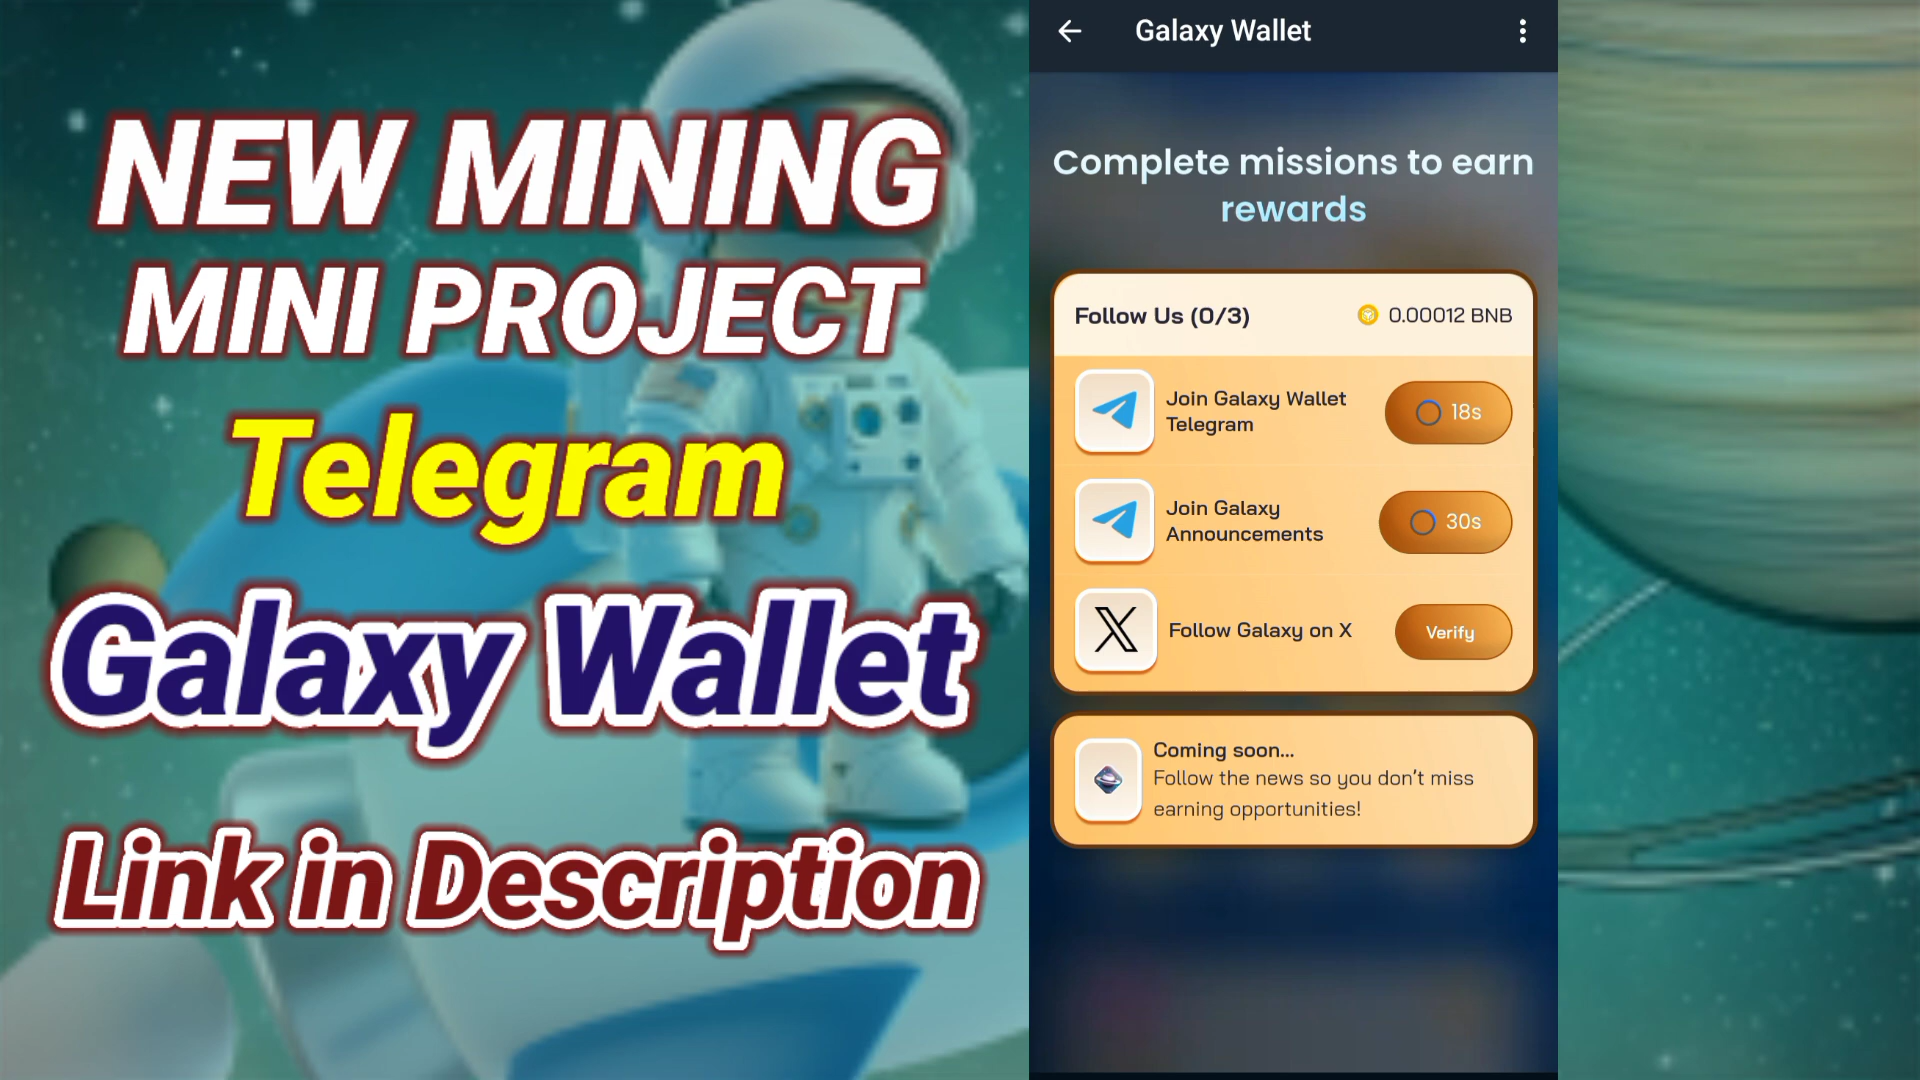 NEW MINING
MINI PROJECT
Telegram
Galaxy Wallet
Link in Description
Galaxy Wallet
Complete missions to earn
rewards
Follow Us (0/3)
0.00012 BNB
Join Galaxy Wallet
Telegram
18s
Join Galaxy
Announcements
30s
Follow Galaxy on X
Verify
Coming soon...
Follow the news so you don't miss
earning opportunities!